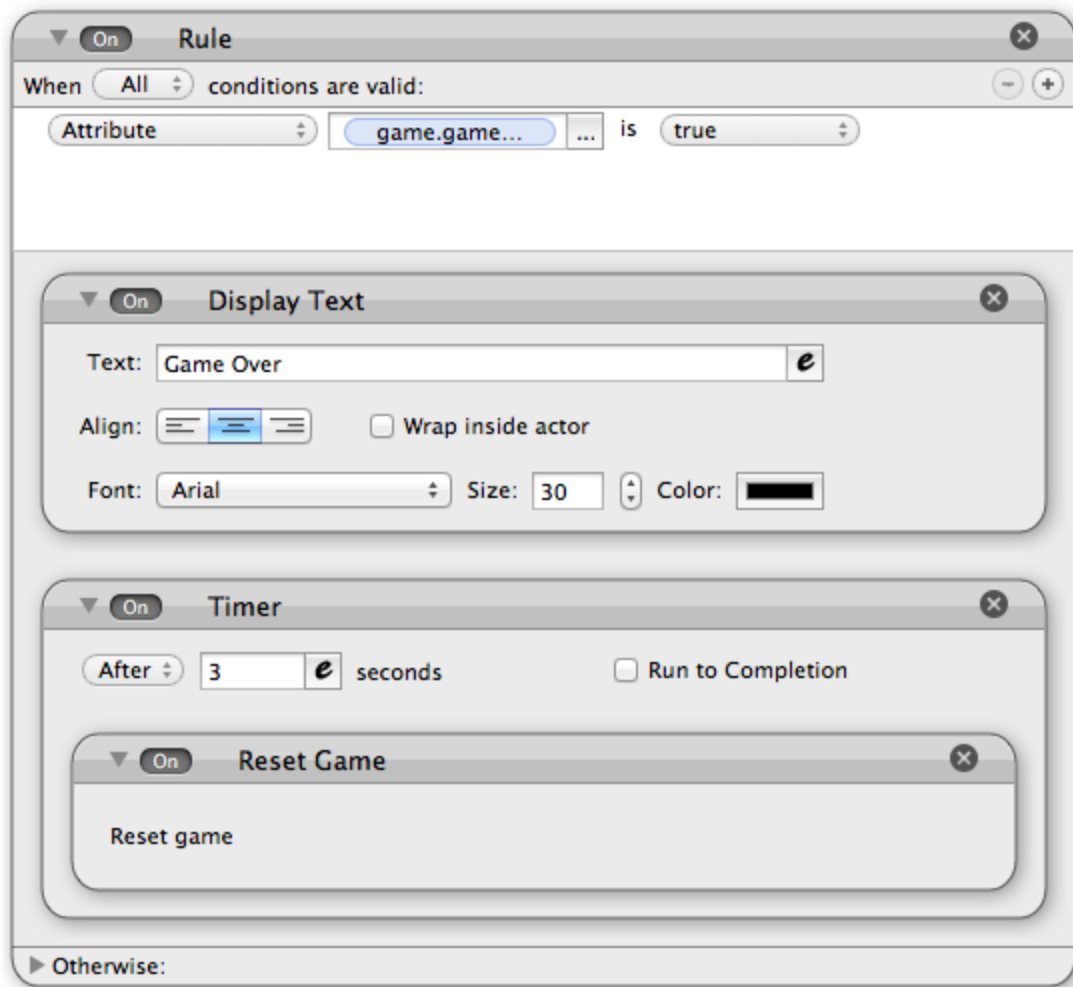 On Rule
When All conditions are valid:
Attribute game.game... ... is true
On Display Text
Text: Game Over e
Align: Wrap inside actor
Font: Arial Size: 30 Color:
On Timer
After 3 e seconds Run to Completion
On Reset Game
Reset game
Otherwise: